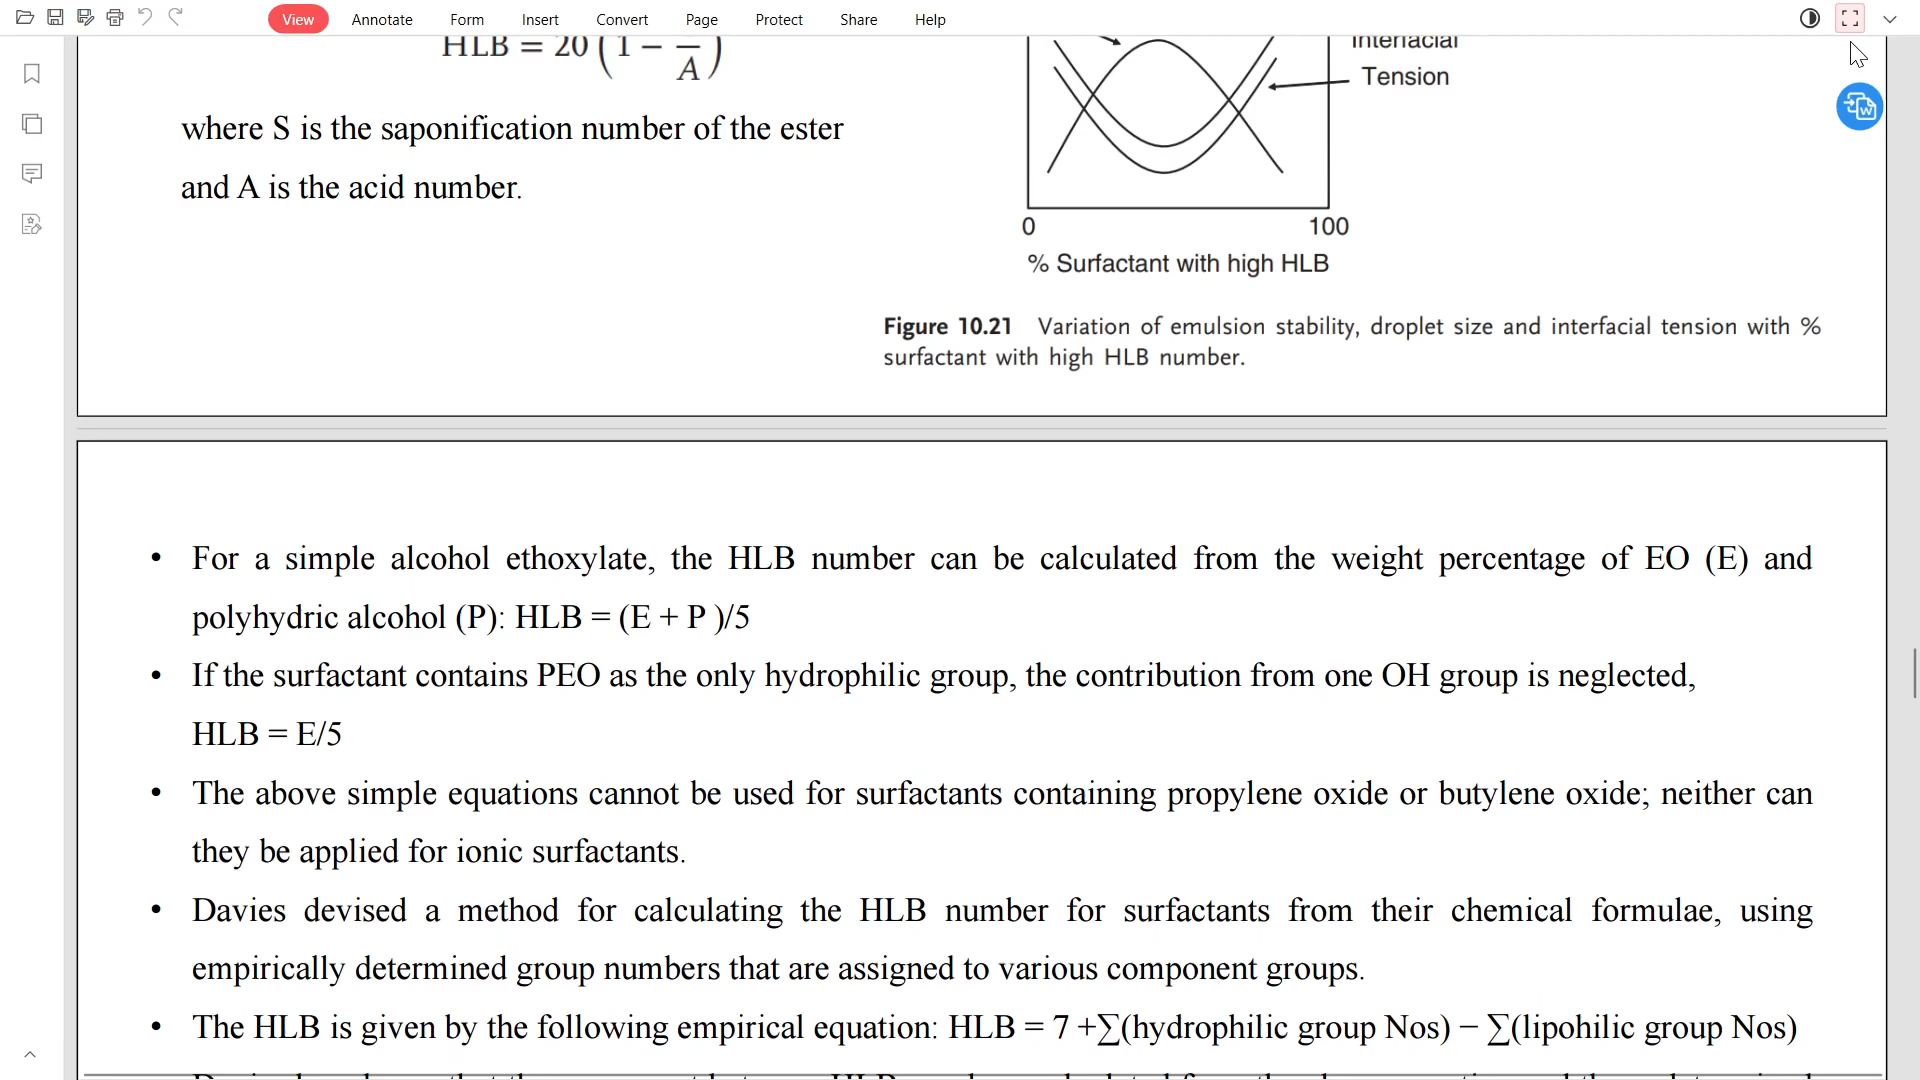 View Annotate Form Insert Convert Page Protect Share Help
HLB = 20 (1 − — / A)
Interfacial
Tension
where S is the saponification number of the ester
and A is the acid number.
0 100
% Surfactant with high HLB
Figure 10.21 Variation of emulsion stability, droplet size and interfacial tension with %
surfactant with high HLB number.
• For a simple alcohol ethoxylate, the HLB number can be calculated from the weight percentage of EO (E) and
polyhydric alcohol (P): HLB = (E + P )/5
• If the surfactant contains PEO as the only hydrophilic group, the contribution from one OH group is neglected,
HLB = E/5
• The above simple equations cannot be used for surfactants containing propylene oxide or butylene oxide; neither can
they be applied for ionic surfactants.
• Davies devised a method for calculating the HLB number for surfactants from their chemical formulae, using
empirically determined group numbers that are assigned to various component groups.
• The HLB is given by the following empirical equation: HLB = 7 +∑(hydrophilic group Nos) − ∑(lipohilic group Nos)